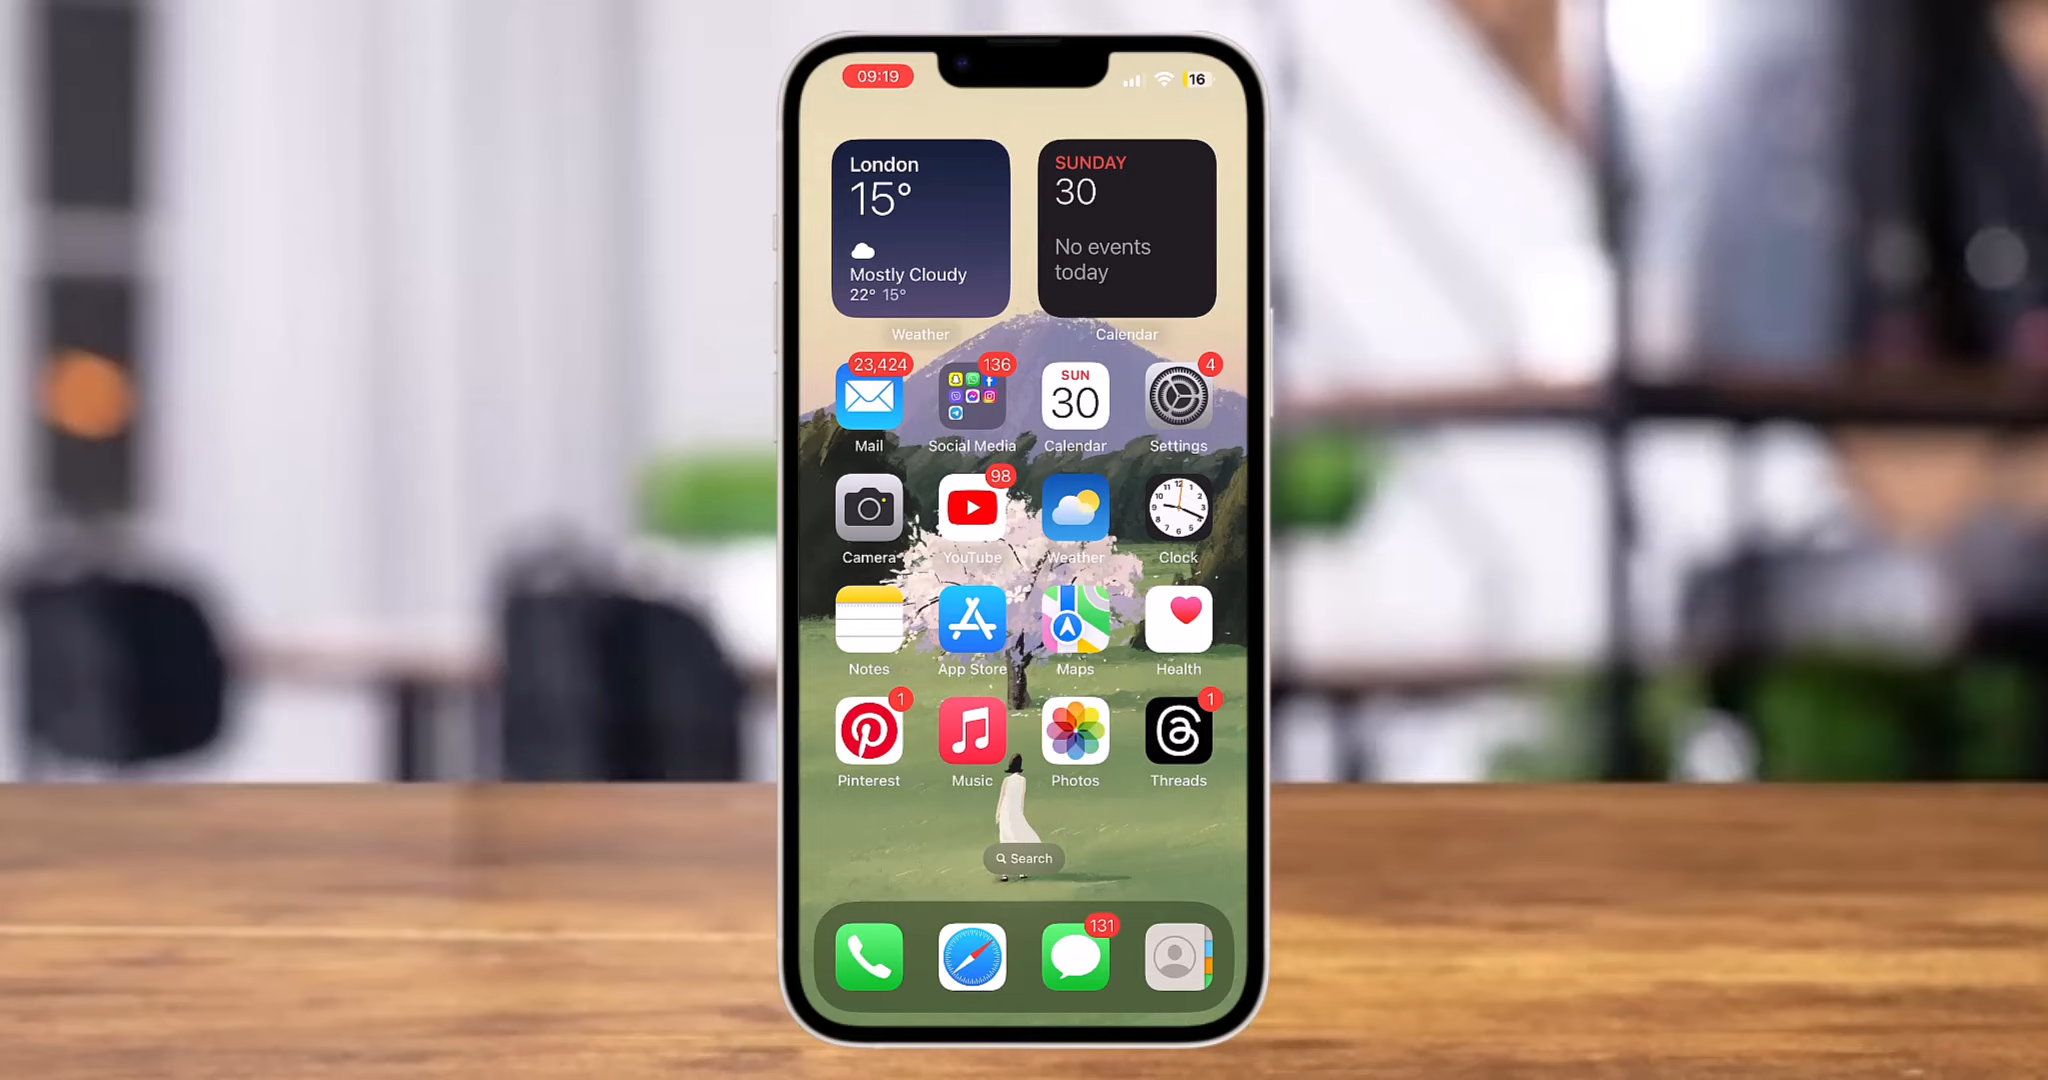 09:19
16
London
15°
Mostly Cloudy
22° 15°
Weather
SUNDAY
30
No events
today
Calendar
23,424
136
SUN
30
4
Mail
Social Media
Calendar
Settings
98
Camera
YouTube
Weather
Clock
Notes
App Store
Maps
Health
1
1
Pinterest
Music
Photos
Threads
Search
131